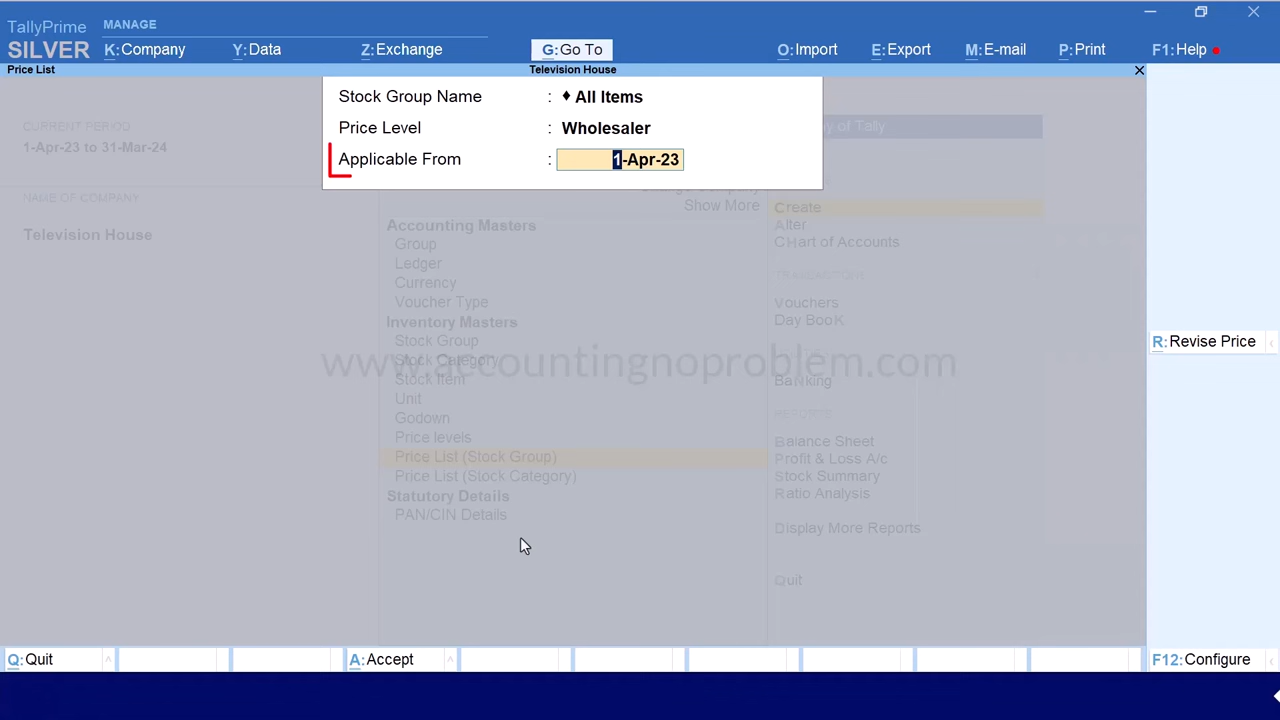 TallyPrime MANAGE
SILVER K:Company Y:Data Z:Exchange G:Go To O:Import E:Export M:E-mail P:Print F1:Help
Price List Television House
Stock Group Name : ♦ All Items
Price Level : Wholesaler
Applicable From : 1-Apr-23
CURRENT PERIOD
1-Apr-23 to 31-Mar-24
NAME OF COMPANY
Television House
of Tally
Show More
Accounting Masters
Group
Ledger
Currency
Voucher Type
Inventory Masters
Stock Group
Stock Category
Stock Item
Unit
Godown
Price levels
Price List (Stock Group)
Price List (Stock Category)
Statutory Details
PAN/CIN Details
Create
Alter
CHart of Accounts
TRANSACTIONS
Vouchers
Day BooK
BaNking
REPORTS
Balance Sheet
Profit & Loss A/c
Stock Summary
Ratio Analysis
Display More Reports
Quit
www.accountingnoproblem.com
R:Revise Price
Q:Quit A:Accept F12:Configure